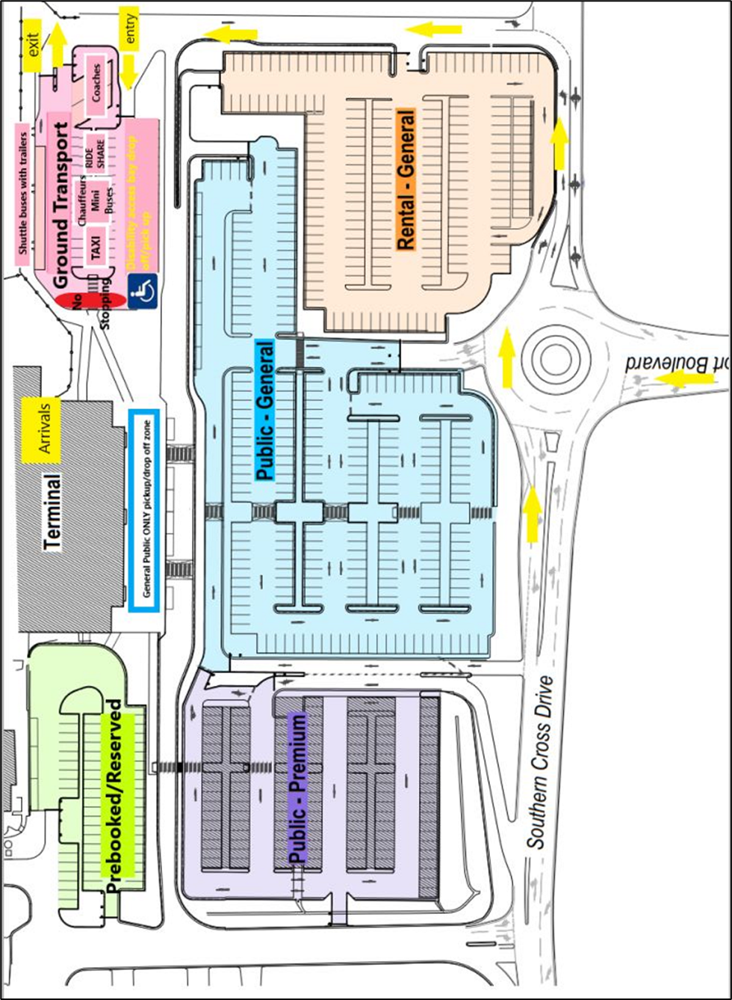 exit
entry
Coaches
Shuttle buses with trailers
Ground Transport
RIDE
SHARE
Chauffeurs
Mini
Buses
TAXI
Disability access bay drop
off/pick up
No
Stopping
Rental - General
Public - General
Arrivals
Terminal
General Public ONLY pickup/drop off zone
ort Boulevard
Prebooked/Reserved
Public - Premium
Southern Cross Drive